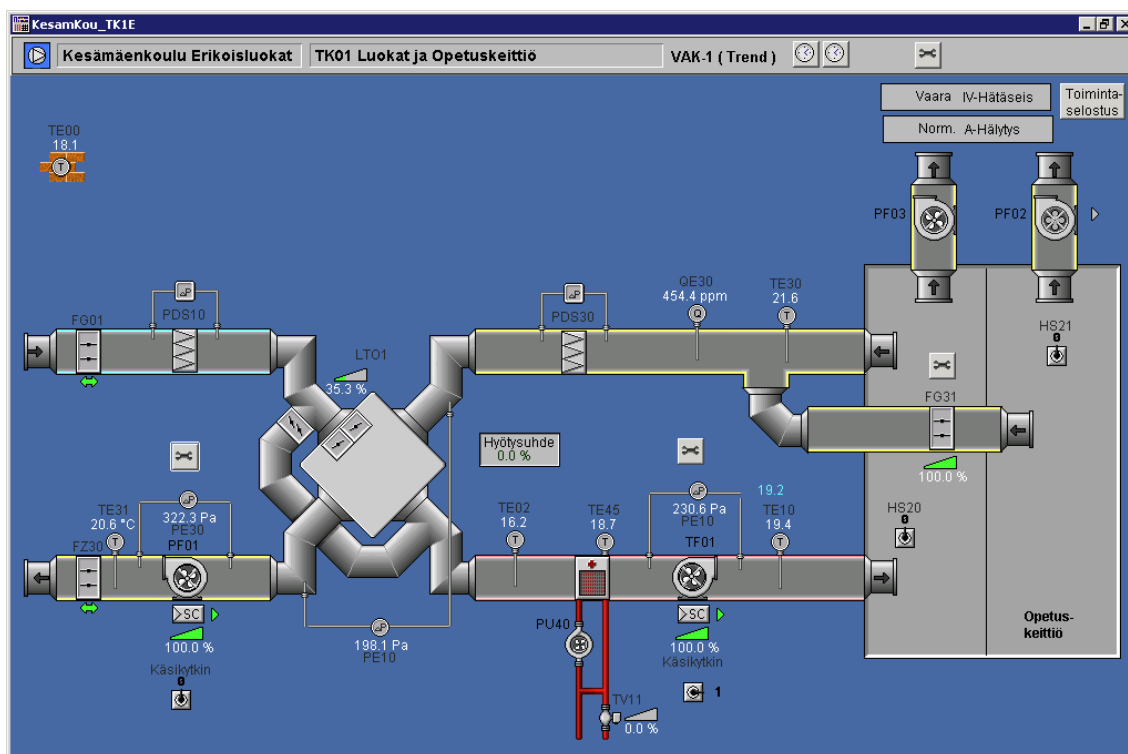 KesamKou_TK1E
Kesämäenkoulu Erikoisluokat TK01 Luokat ja Opetuskeittiö VAK-1 ( Trend )
Vaara IV-Hätäseis
Toiminta-
selostus
Norm. A-Hälytys
TE00
18.1
PF03
PF02
QE30
454.4 ppm
TE30
21.6
PDS10
PDS30
FG01
HS21
0
LTO1
35.3 %
FG31
100.0 %
Hyötysuhde
0.0 %
TE31
20.6 °C
322.3 Pa
PE30
PF01
FZ30
SC
100.0 %
Käsikytkin
0
198.1 Pa
PE10
TE02
16.2
TE45
18.7
230.6 Pa
PE10
TF01
19.2
TE10
19.4
HS20
0
SC
100.0 %
Käsikytkin
1
PU40
TV11
0.0 %
Opetus-
keittiö